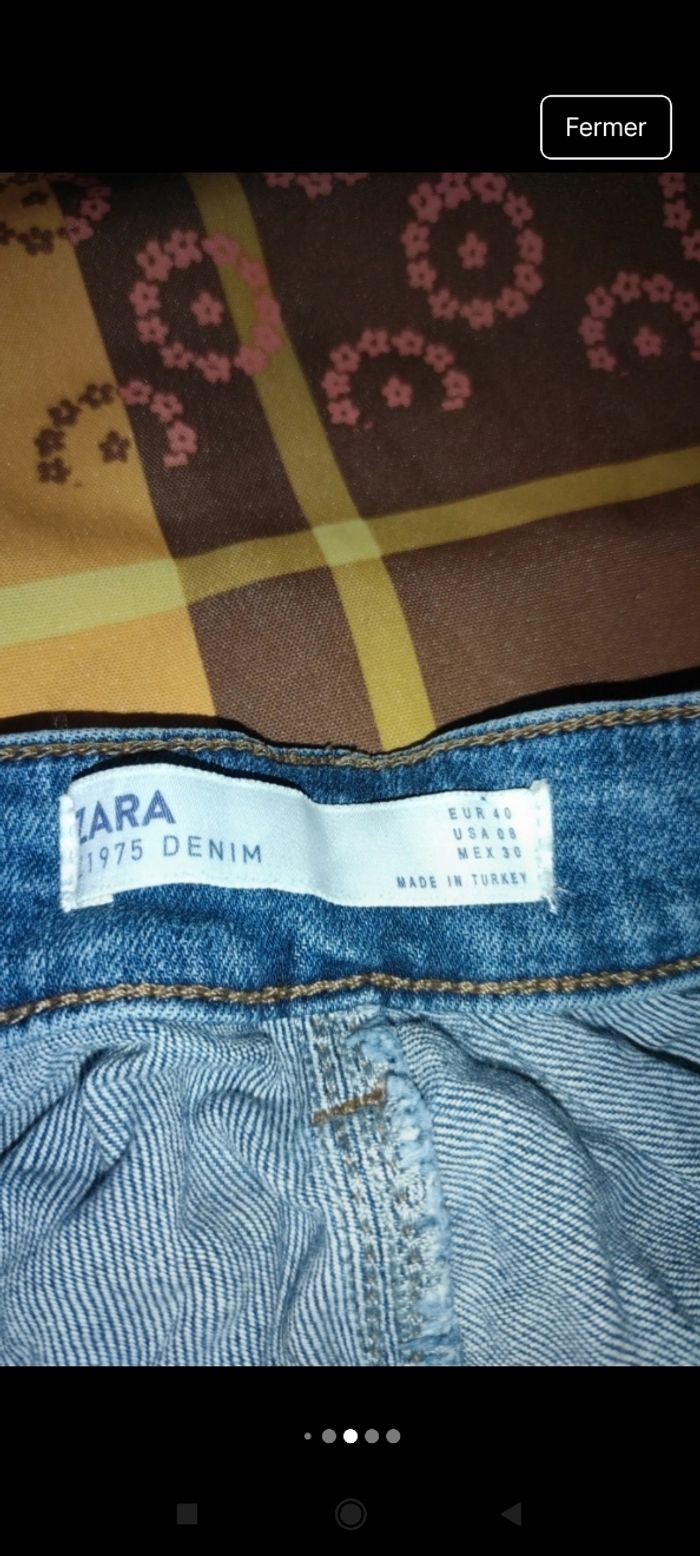 Fermer
ZARA
1975 DENIM
EUR 40
USA 08
MEX 30
MADE IN TURKEY